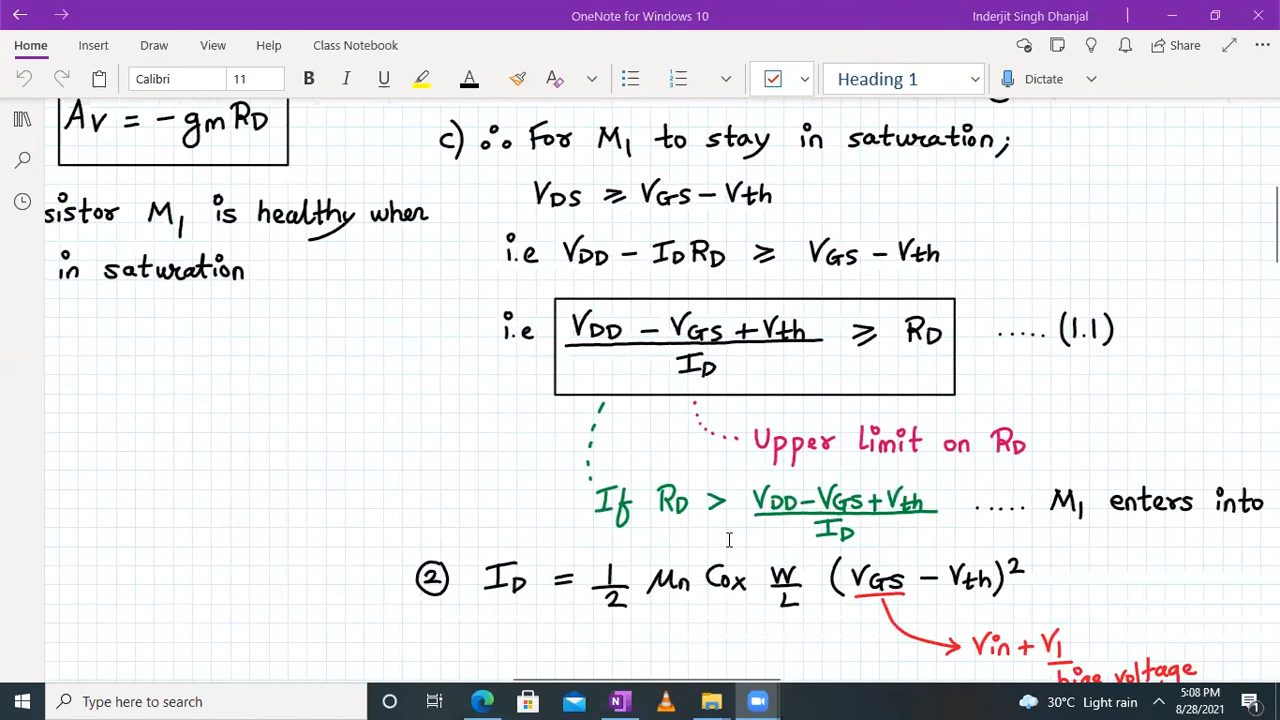 OneNote for Windows 10
Inderjit Singh Dhanjal
Home Insert Draw View Help Class Notebook
Share
Calibri 11 B I U A Heading 1 Dictate
Av = - gm RD
sistor M1 is healthy when
in saturation
c) ∴ For M1 to stay in saturation;
VDS ≥ VGS - Vth
i.e VDD - ID RD ≥ VGS - Vth
i.e (VDD - VGS + Vth) / ID ≥ RD ..... (1.1)
Upper limit on RD
If RD > (VDD - VGS + Vth) / ID ..... M1 enters into
② ID = 1/2 μn Cox W/L (VGS - Vth)²
Vin + V1
bias voltage
Type here to search
30°C Light rain
5:08 PM
8/28/2021
1